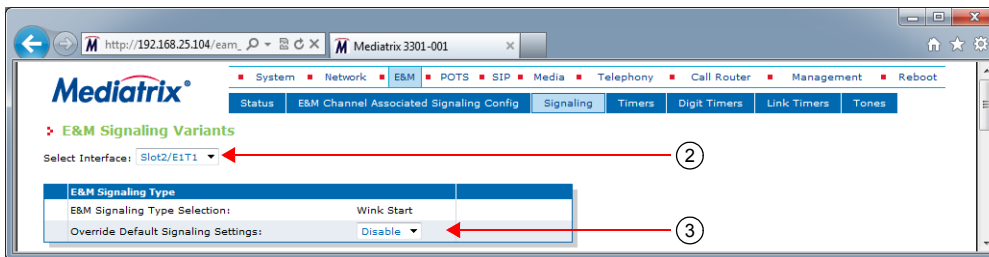 http://192.168.25.104/eam_
Mediatrix 3301-001
Mediatrix®
System Network E&M POTS SIP Media Telephony Call Router Management Reboot
Status E&M Channel Associated Signaling Config Signaling Timers Digit Timers Link Timers Tones
E&M Signaling Variants
Select Interface: Slot2/E1T1
2
E&M Signaling Type
E&M Signaling Type Selection: Wink Start
Override Default Signaling Settings: Disable
3